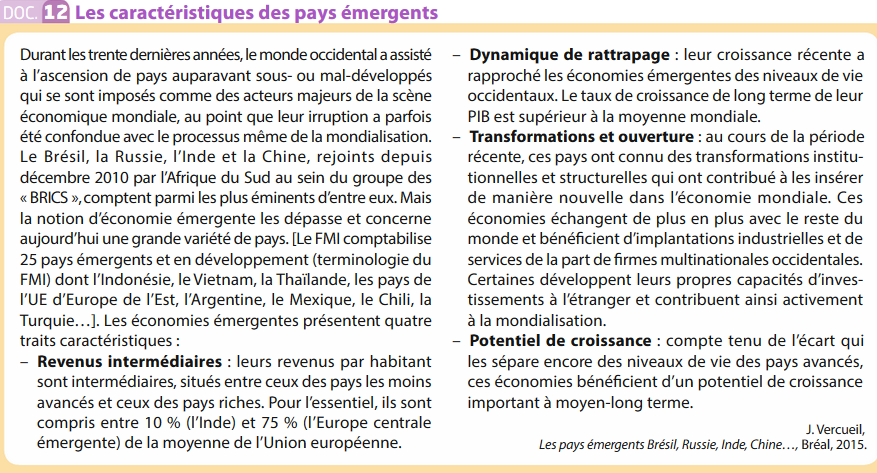 DOC. 12 Les caractéristiques des pays émergents
Durant les trente dernières années, le monde occidental a assisté
à l'ascension de pays auparavant sous- ou mal-développés
qui se sont imposés comme des acteurs majeurs de la scène
économique mondiale, au point que leur irruption a parfois
été confondue avec le processus même de la mondialisation.
Le Brésil, la Russie, l'Inde et la Chine, rejoints depuis
décembre 2010 par l'Afrique du Sud au sein du groupe des
« BRICS », comptent parmi les plus éminents d'entre eux. Mais
la notion d'économie émergente les dépasse et concerne
aujourd'hui une grande variété de pays. [Le FMI comptabilise
25 pays émergents et en développement (terminologie du
FMI) dont l'Indonésie, le Vietnam, la Thaïlande, les pays de
l'UE d'Europe de l'Est, l'Argentine, le Mexique, le Chili, la
Turquie…]. Les économies émergentes présentent quatre
traits caractéristiques :
– Revenus intermédiaires : leurs revenus par habitant
sont intermédiaires, situés entre ceux des pays les moins
avancés et ceux des pays riches. Pour l'essentiel, ils sont
compris entre 10 % (l'Inde) et 75 % (l'Europe centrale
émergente) de la moyenne de l'Union européenne.
– Dynamique de rattrapage : leur croissance récente a
rapproché les économies émergentes des niveaux de vie
occidentaux. Le taux de croissance de long terme de leur
PIB est supérieur à la moyenne mondiale.
– Transformations et ouverture : au cours de la période
récente, ces pays ont connu des transformations institu-
tionnelles et structurelles qui ont contribué à les insérer
de manière nouvelle dans l'économie mondiale. Ces
économies échangent de plus en plus avec le reste du
monde et bénéficient d'implantations industrielles et de
services de la part de firmes multinationales occidentales.
Certaines développent leurs propres capacités d'inves-
tissements à l'étranger et contribuent ainsi activement
à la mondialisation.
– Potentiel de croissance : compte tenu de l'écart qui
les sépare encore des niveaux de vie des pays avancés,
ces économies bénéficient d'un potentiel de croissance
important à moyen-long terme.
J. Vercueil,
Les pays émergents Brésil, Russie, Inde, Chine…, Bréal, 2015.